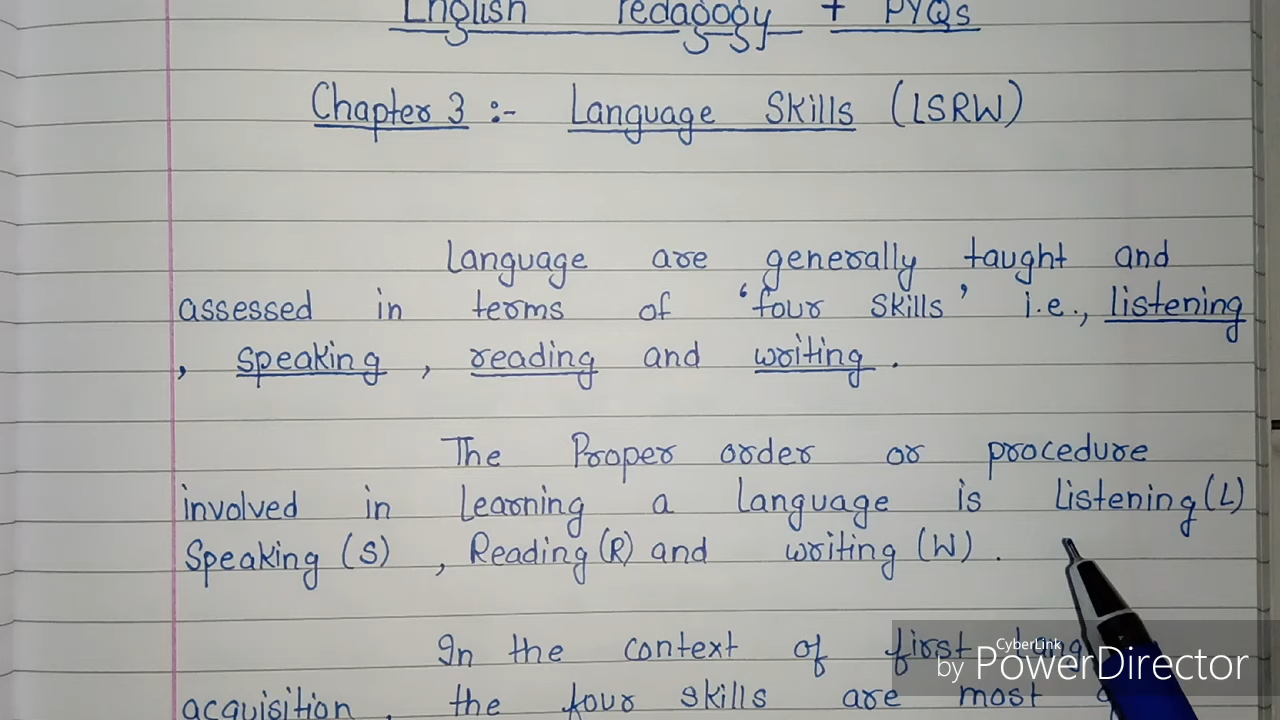 English Pedagogy + PYQs
Chapter 3 :- Language Skills (LSRW)
Language are generally taught and
assessed in terms of 'four skills' i.e., listening
, speaking, reading and writing.
The Proper order or procedure
involved in Learning a language is Listening(L)
Speaking (S), Reading(R) and writing (W).
In the context of first
acquisition, the four skills are most
CyberLink
by PowerDirector